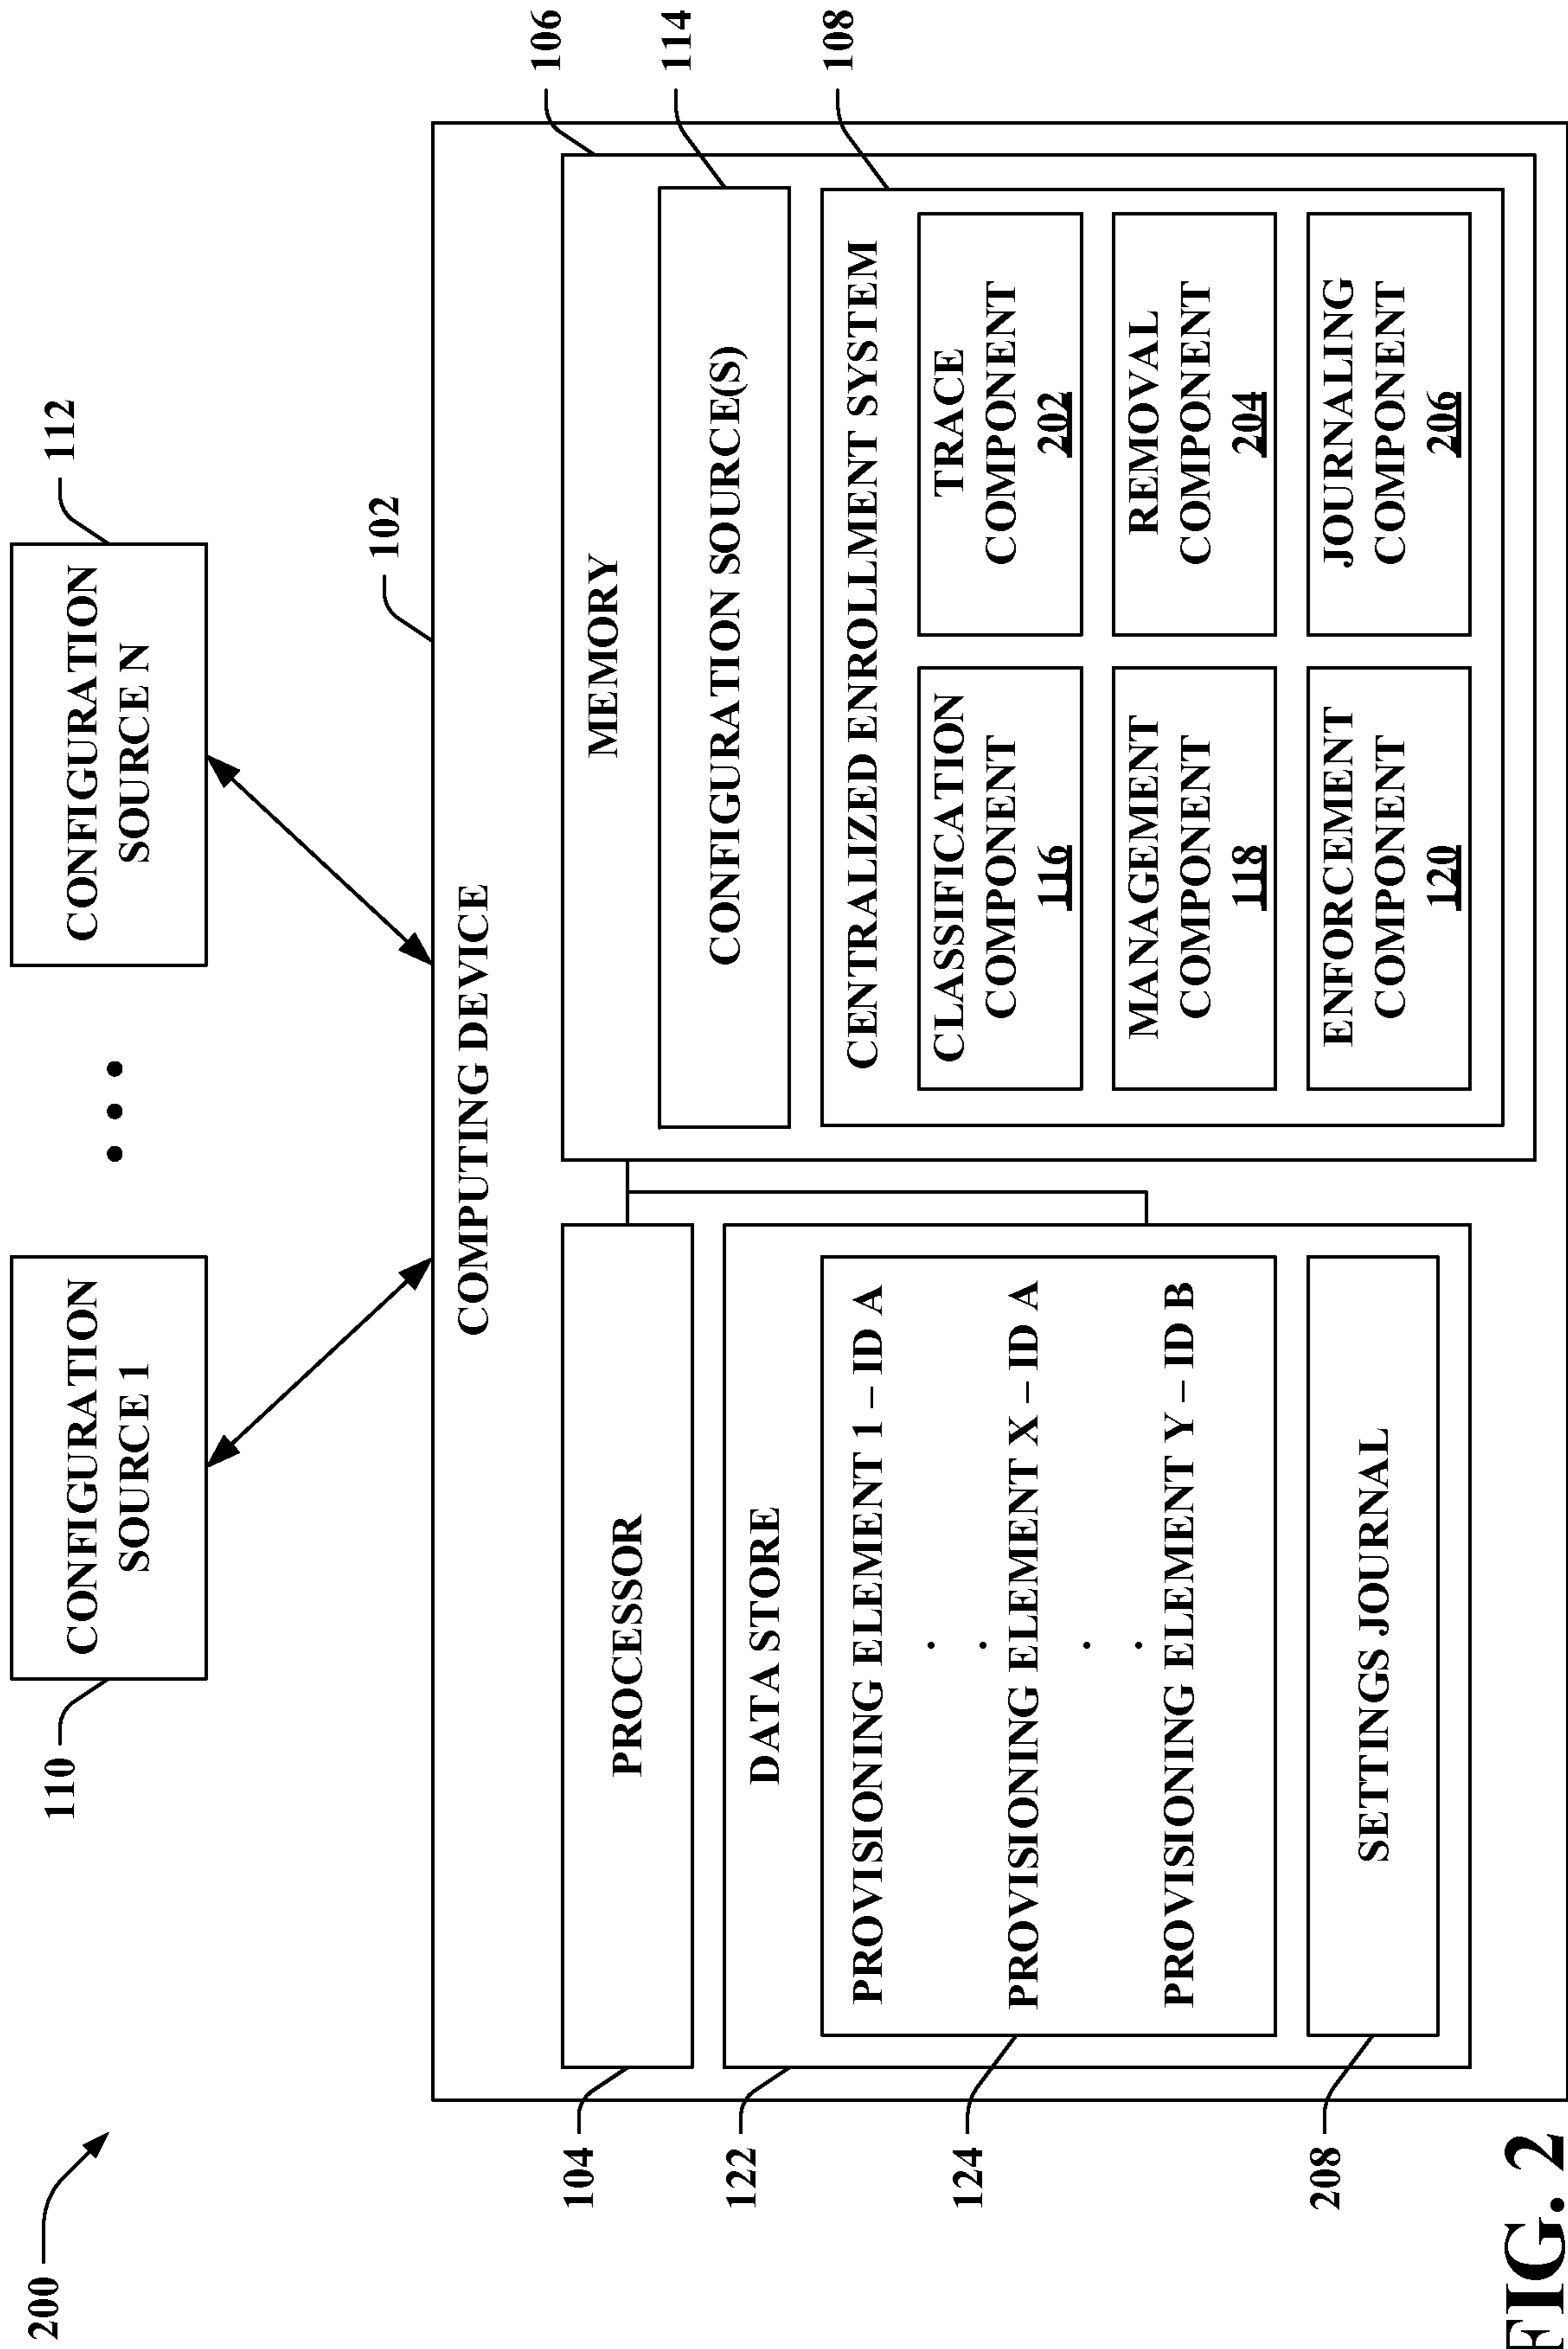 200
110
CONFIGURATION
SOURCE 1
CONFIGURATION
SOURCE N
112
102
COMPUTING DEVICE
104
PROCESSOR
122
DATA STORE
124
PROVISIONING ELEMENT 1 – ID A
PROVISIONING ELEMENT X – ID A
PROVISIONING ELEMENT Y – ID B
208
SETTINGS JOURNAL
106
MEMORY
114
CONFIGURATION SOURCE(S)
108
CENTRALIZED ENROLLMENT SYSTEM
CLASSIFICATION
COMPONENT
116
TRACE
COMPONENT
202
MANAGEMENT
COMPONENT
118
REMOVAL
COMPONENT
204
ENFORCEMENT
COMPONENT
120
JOURNALING
COMPONENT
206
FIG. 2